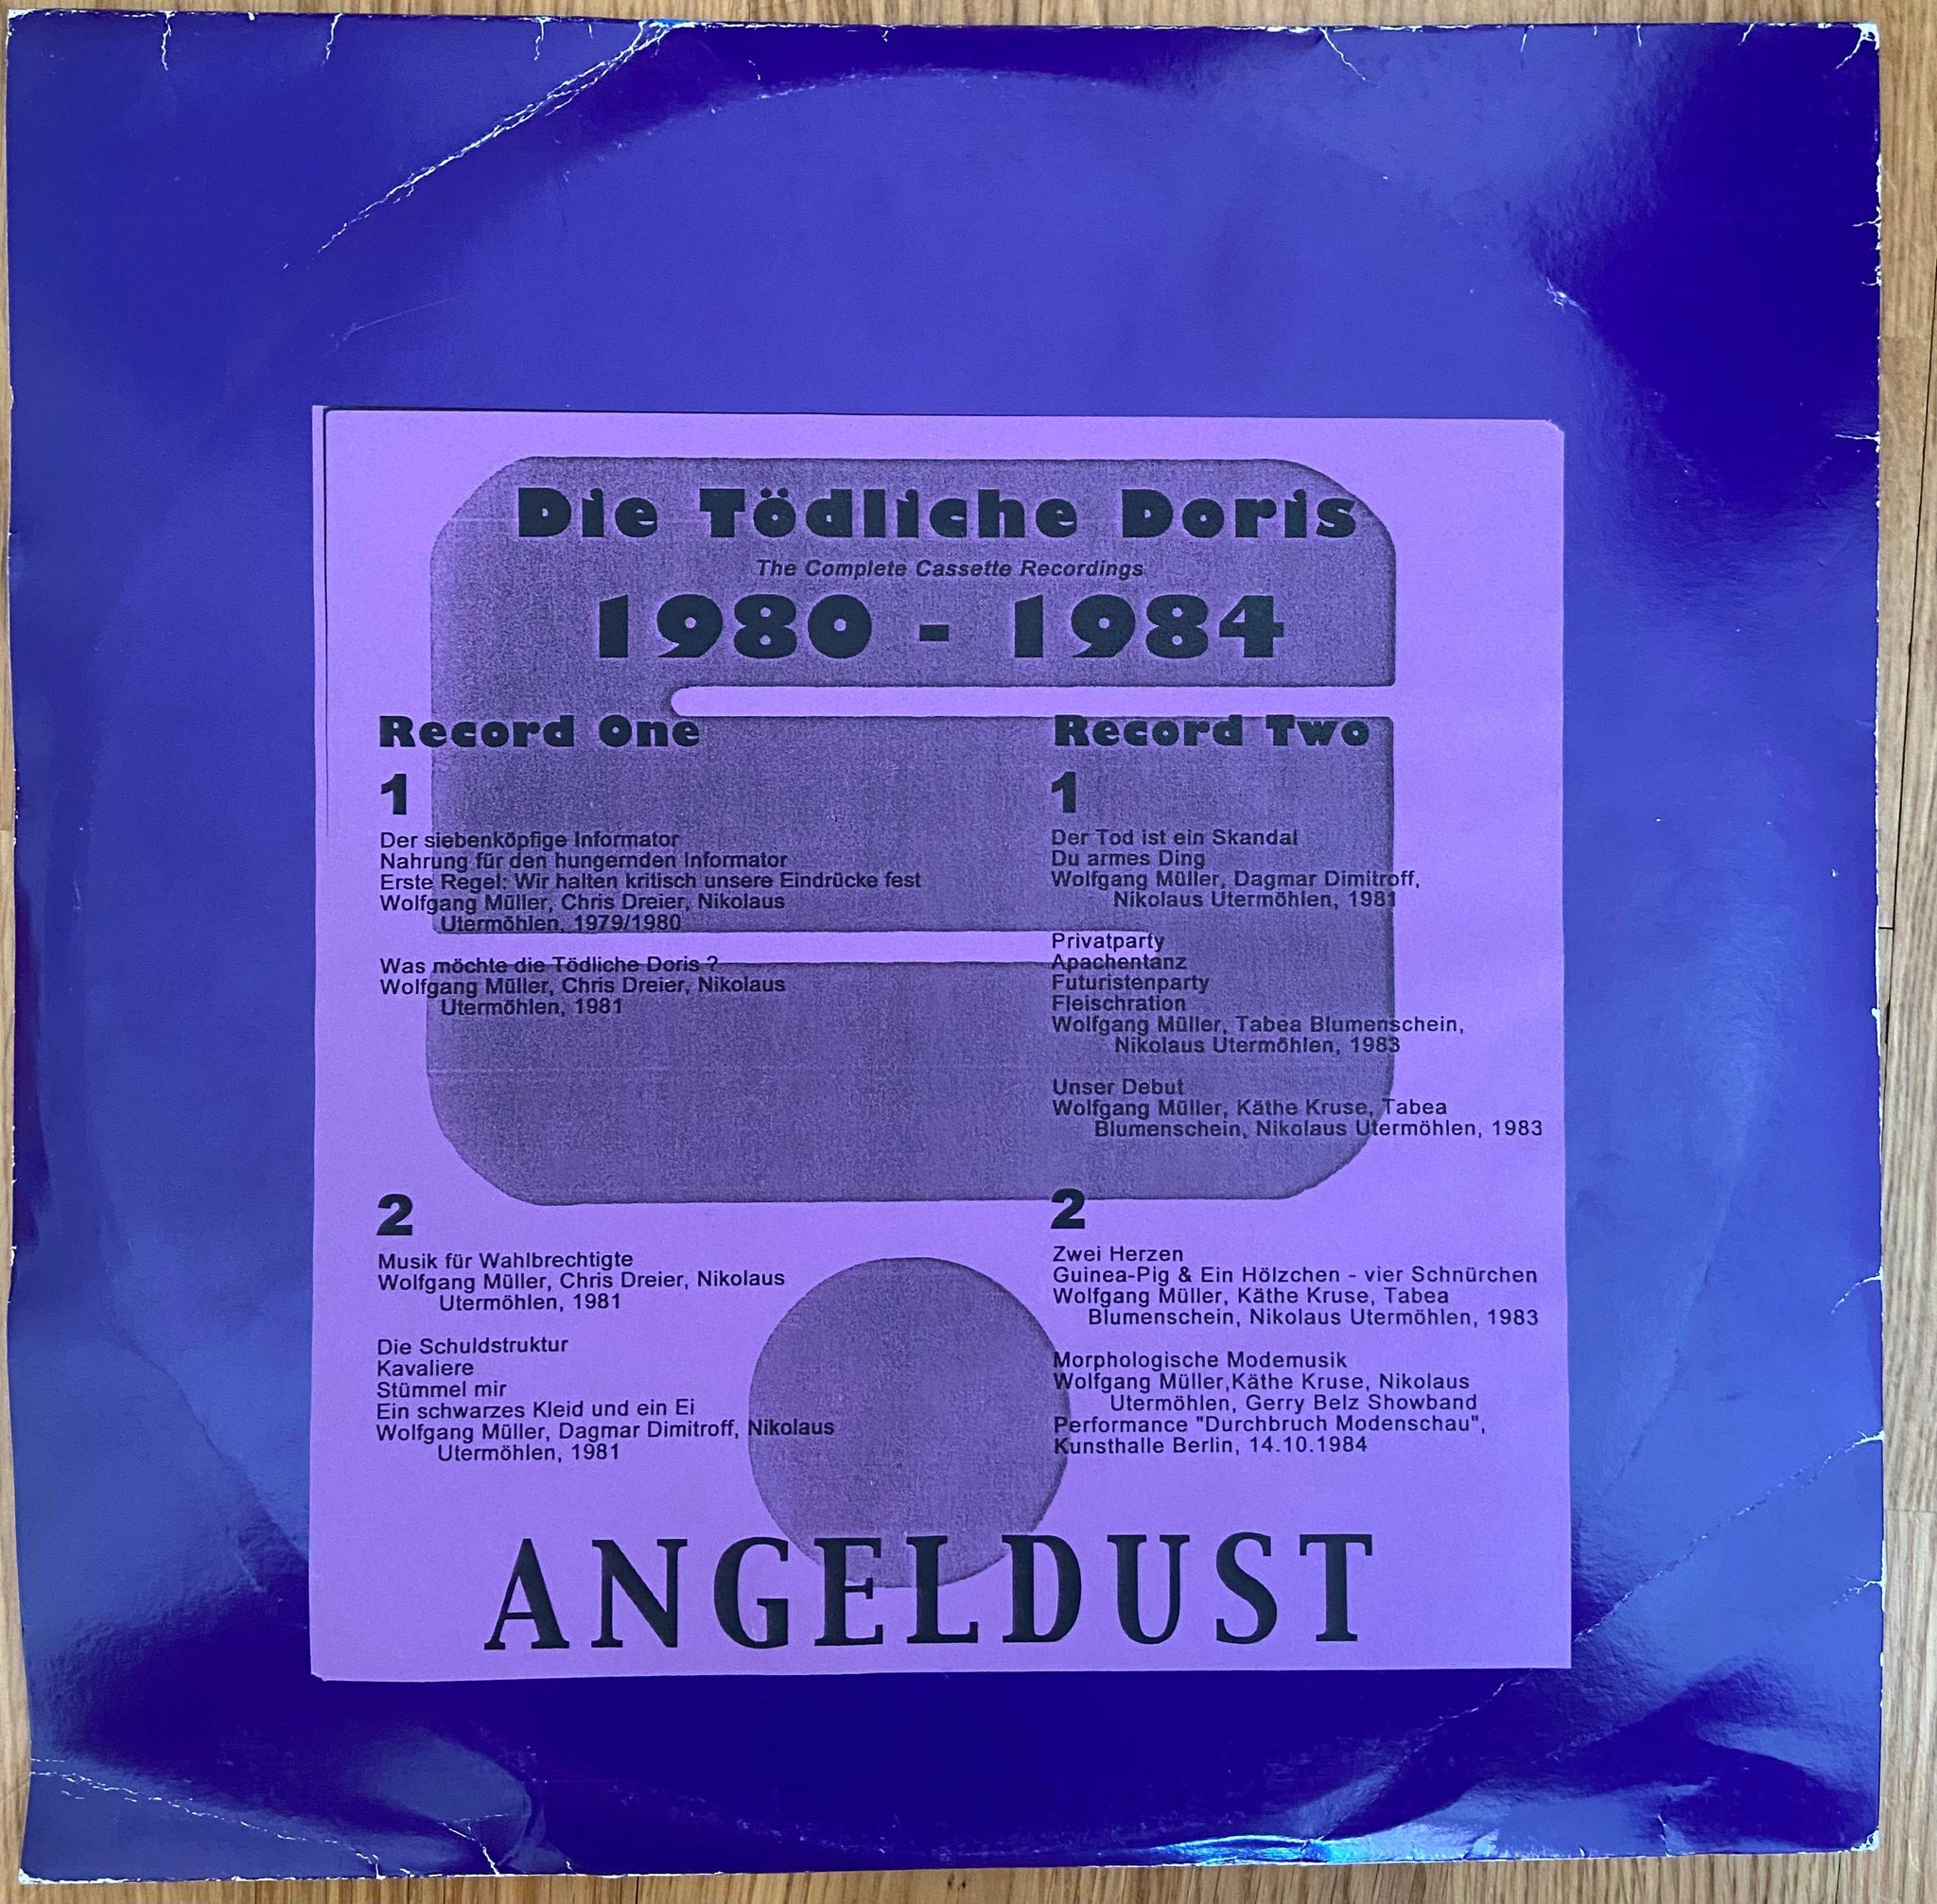 Die Tödliche Doris
The Complete Cassette Recordings
1980 - 1984
Record One
1
Der siebenköpfige Informator
Nahrung für den hungernden Informator
Erste Regel: Wir halten kritisch unsere Eindrücke fest
Wolfgang Müller, Chris Dreier, Nikolaus
Utermöhlen, 1979/1980
Was möchte die Tödliche Doris ?
Wolfgang Müller, Chris Dreier, Nikolaus
Utermöhlen, 1981
2
Musik für Wahlbrechtigte
Wolfgang Müller, Chris Dreier, Nikolaus
Utermöhlen, 1981
Die Schuldstruktur
Kavaliere
Stümmel mir
Ein schwarzes Kleid und ein Ei
Wolfgang Müller, Dagmar Dimitroff, Nikolaus
Utermöhlen, 1981
Record Two
1
Der Tod ist ein Skandal
Du armes Ding
Wolfgang Müller, Dagmar Dimitroff,
Nikolaus Utermöhlen, 1981
Privatparty
Apachentanz
Futuristenparty
Fleischration
Wolfgang Müller, Tabea Blumenschein,
Nikolaus Utermöhlen, 1983
Unser Debut
Wolfgang Müller, Käthe Kruse, Tabea
Blumenschein, Nikolaus Utermöhlen, 1983
2
Zwei Herzen
Guinea-Pig & Ein Hölzchen - vier Schnürchen
Wolfgang Müller, Käthe Kruse, Tabea
Blumenschein, Nikolaus Utermöhlen, 1983
Morphologische Modemusik
Wolfgang Müller,Käthe Kruse, Nikolaus
Utermöhlen, Gerry Belz Showband
Performance "Durchbruch Modenschau",
Kunsthalle Berlin, 14.10.1984
ANGELDUST